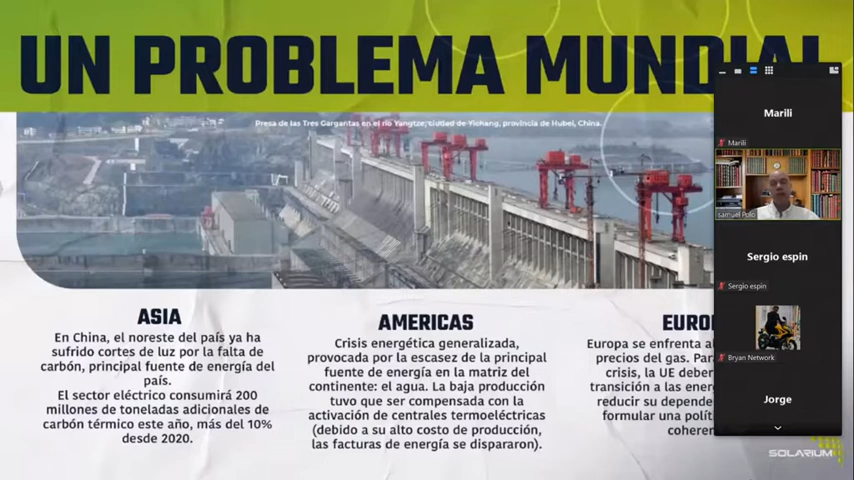 UN PROBLEMA MUNDIAL
Presa de las Tres Gargantas en el río Yangtze, ciudad de Yichang, provincia de Hubei, China.
ASIA
En China, el noreste del país ya ha
sufrido cortes de luz por la falta de
carbón, principal fuente de energía del
país.
El sector eléctrico consumirá 200
millones de toneladas adicionales de
carbón térmico este año, más del 10%
desde 2020.
AMERICAS
Crisis energética generalizada,
provocada por la escasez de la principal
fuente de energía en la matriz del
continente: el agua. La baja producción
tuvo que ser compensada con la
activación de centrales termoeléctricas
(debido a su alto costo de producción,
las facturas de energía se dispararon).
EURO
Europa se enfrenta al
precios del gas. Para
crisis, la UE deber
transición a las ener
reducir su depende
formular una polít
coheren
Marili
Marili
samuel Polo
Sergio espin
Sergio espin
Bryan Network
Jorge
SOLARIUM